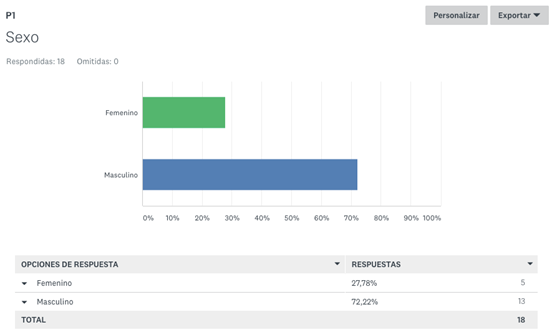 P1
Personalizar Exportar
Sexo
Respondidas: 18 Omitidas: 0
Femenino
Masculino
0% 10% 20% 30% 40% 50% 60% 70% 80% 90% 100%
OPCIONES DE RESPUESTA RESPUESTAS
Femenino 27,78% 5
Masculino 72,22% 13
TOTAL 18